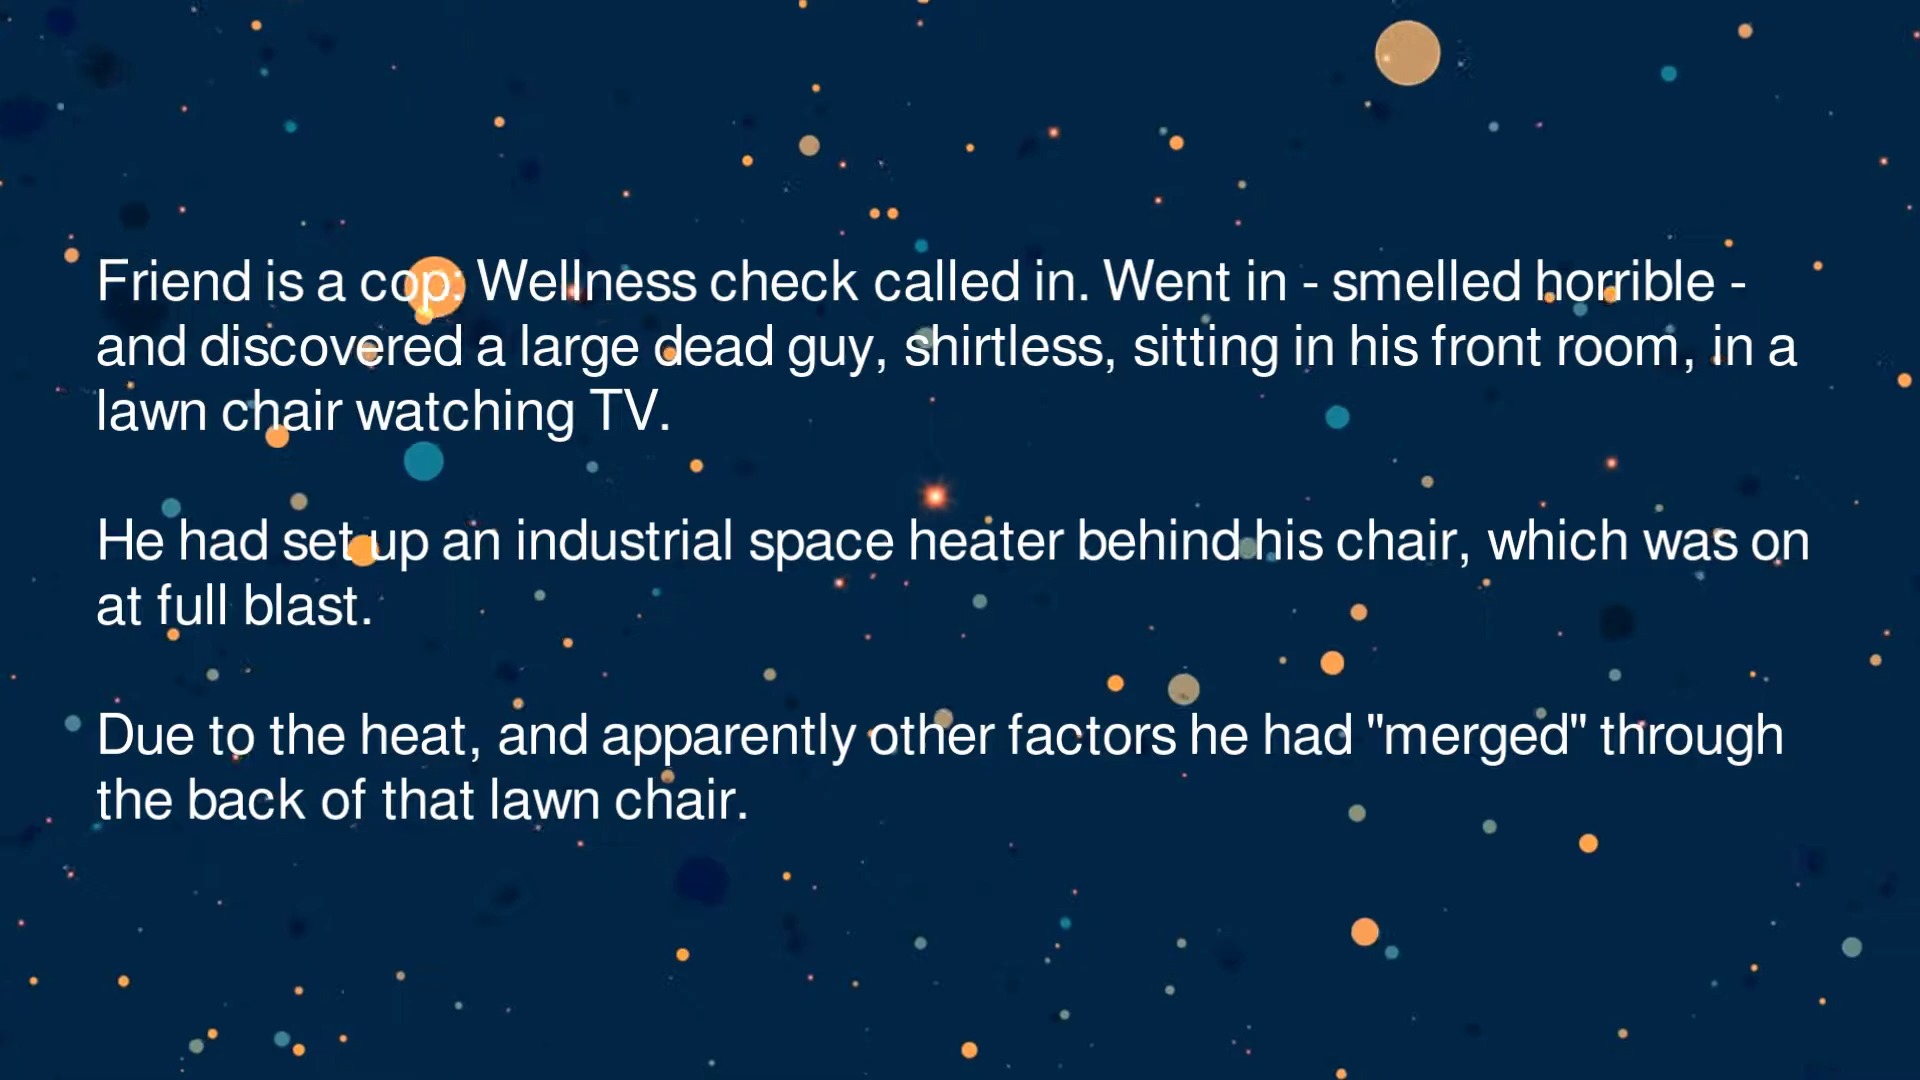 Friend is a cop: Wellness check called in. Went in - smelled horrible -
and discovered a large dead guy, shirtless, sitting in his front room, in a
lawn chair watching TV.
He had set up an industrial space heater behind his chair, which was on
at full blast.
Due to the heat, and apparently other factors he had "merged" through
the back of that lawn chair.